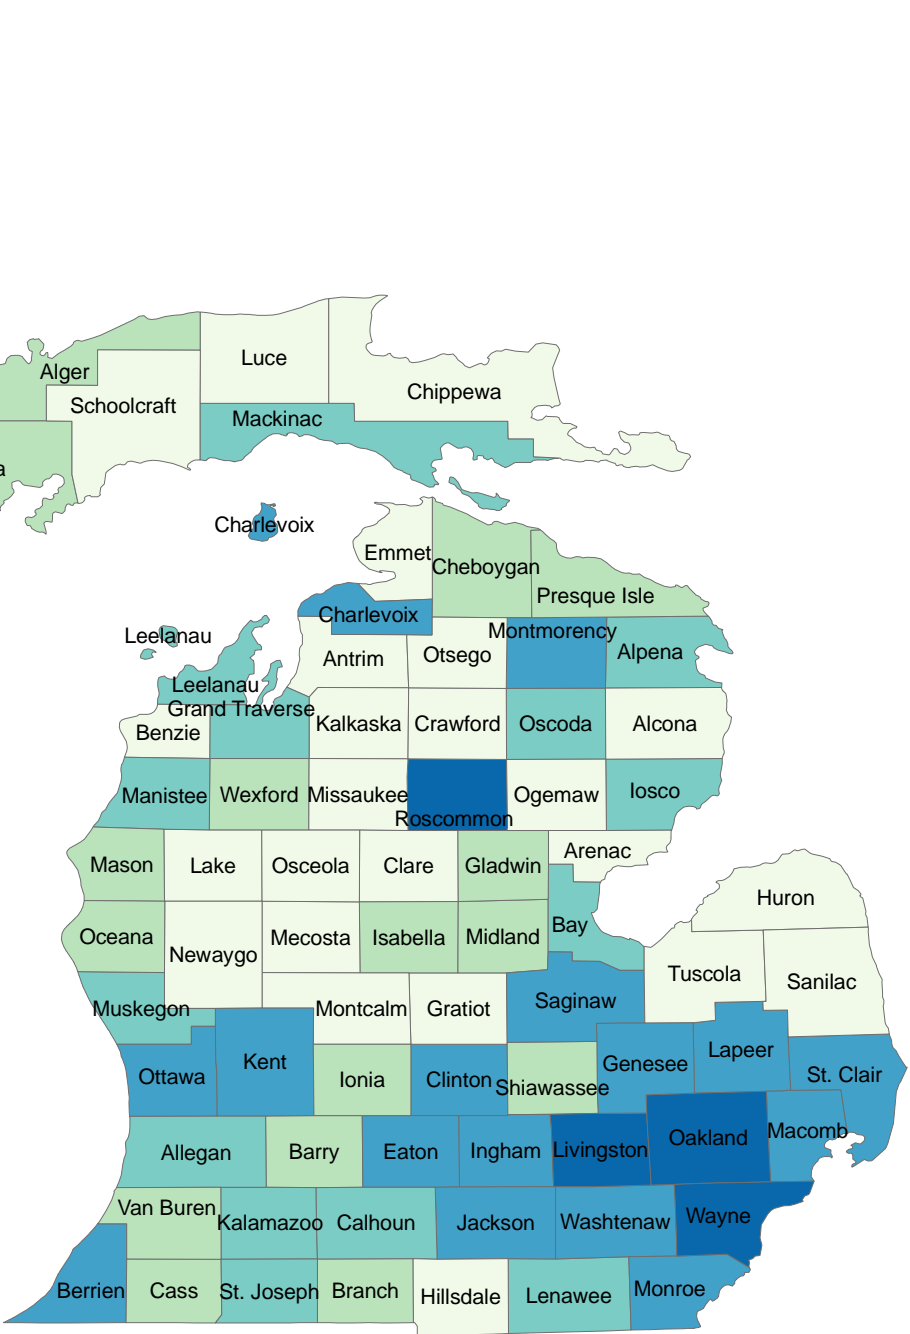 Luce
Alger
Chippewa
Schoolcraft
Mackinac
a
Charlevoix
Emmet
Cheboygan
Presque Isle
Charlevoix
Montmorency
Leelanau
Alpena
Otsego
Antrim
Leelanau
Grand Traverse
Benzie
Kalkaska
Crawford
Oscoda
Alcona
Manistee
Wexford
Missaukee
Ogemaw
Iosco
Roscommon
Arenac
Mason
Lake
Osceola
Clare
Gladwin
Huron
Bay
Oceana
Mecosta
Isabella
Midland
Newaygo
Tuscola
Sanilac
Saginaw
Muskegon
Montcalm
Gratiot
Kent
Genesee
Lapeer
Ottawa
Ionia
Clinton
Shiawassee
St. Clair
Macomb
Oakland
Allegan
Barry
Eaton
Ingham
Livingston
Van Buren
Kalamazoo
Calhoun
Jackson
Washtenaw
Wayne
Berrien
Cass
St. Joseph
Branch
Hillsdale
Lenawee
Monroe